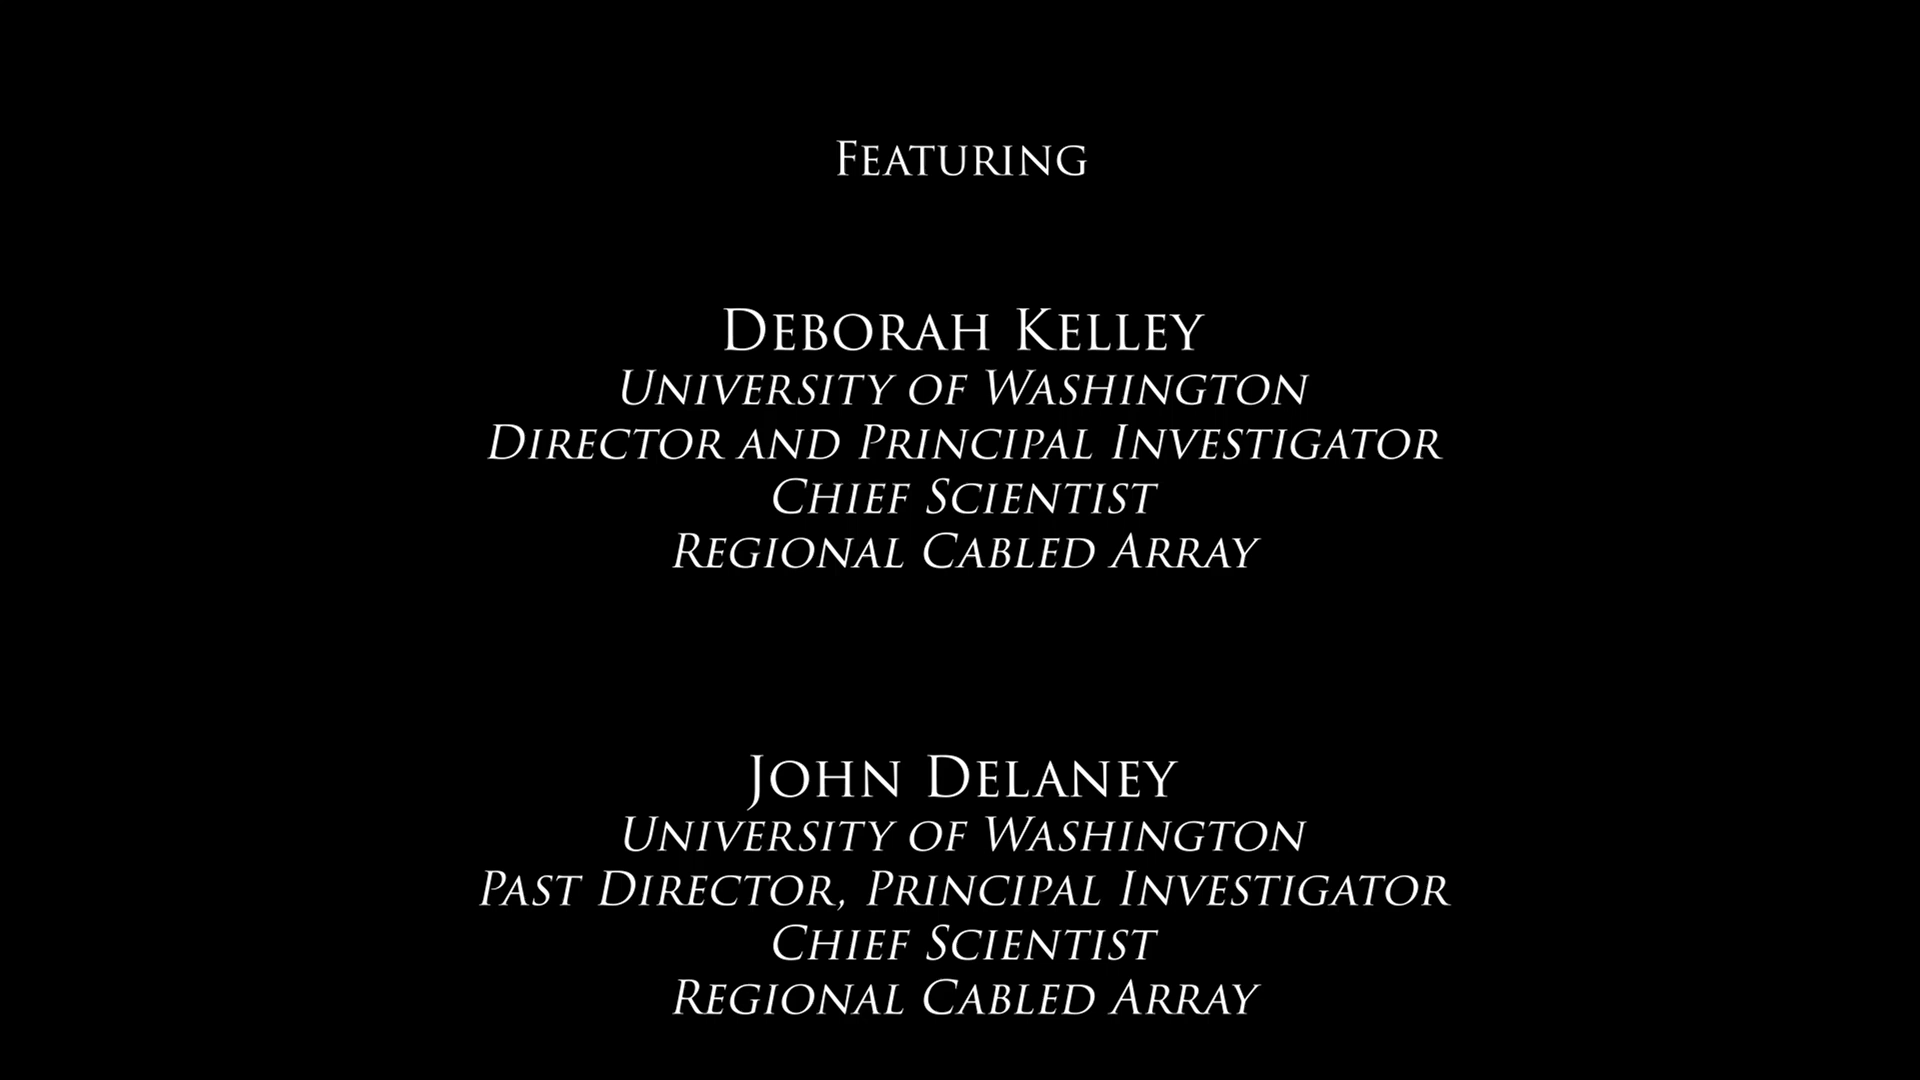 Featuring
Deborah Kelley
University of Washington
Director and Principal Investigator
Chief Scientist
Regional Cabled Array
John Delaney
University of Washington
Past Director, Principal Investigator
Chief Scientist
Regional Cabled Array